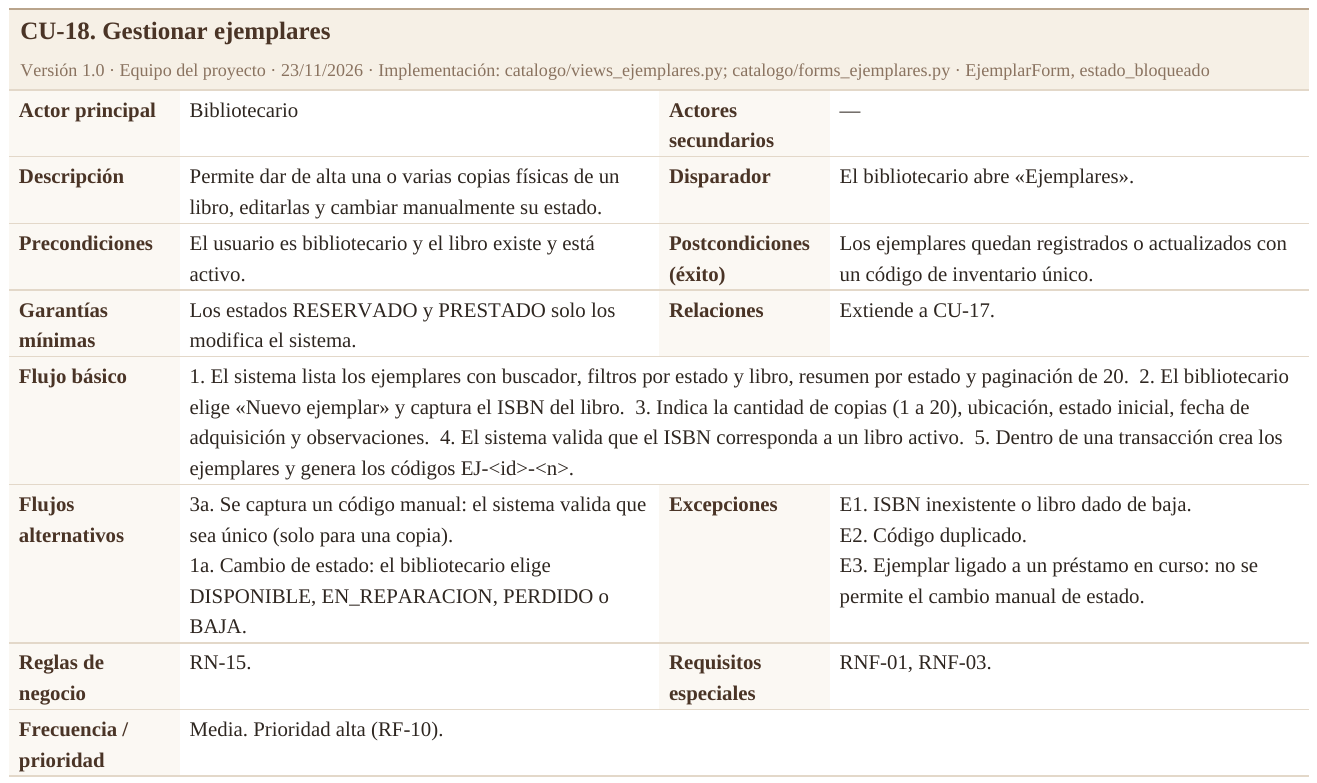 CU-18. Gestionar ejemplares
Versión 1.0 · Equipo del proyecto · 23/11/2026 · Implementación: catalogo/views_ejemplares.py; catalogo/forms_ejemplares.py · EjemplarForm, estado_bloqueado
Actor principal
Bibliotecario
Actores
secundarios
—
Descripción
Permite dar de alta una o varias copias físicas de un
libro, editarlas y cambiar manualmente su estado.
Disparador
El bibliotecario abre «Ejemplares».
Precondiciones
El usuario es bibliotecario y el libro existe y está
activo.
Postcondiciones
(éxito)
Los ejemplares quedan registrados o actualizados con
un código de inventario único.
Garantías
mínimas
Los estados RESERVADO y PRESTADO solo los
modifica el sistema.
Relaciones
Extiende a CU-17.
Flujo básico
1. El sistema lista los ejemplares con buscador, filtros por estado y libro, resumen por estado y paginación de 20.  2. El bibliotecario
elige «Nuevo ejemplar» y captura el ISBN del libro.  3. Indica la cantidad de copias (1 a 20), ubicación, estado inicial, fecha de
adquisición y observaciones.  4. El sistema valida que el ISBN corresponda a un libro activo.  5. Dentro de una transacción crea los
ejemplares y genera los códigos EJ-<id>-<n>.
Flujos
alternativos
3a. Se captura un código manual: el sistema valida que
sea único (solo para una copia).
1a. Cambio de estado: el bibliotecario elige
DISPONIBLE, EN_REPARACION, PERDIDO o
BAJA.
Excepciones
E1. ISBN inexistente o libro dado de baja.
E2. Código duplicado.
E3. Ejemplar ligado a un préstamo en curso: no se
permite el cambio manual de estado.
Reglas de
negocio
RN-15.
Requisitos
especiales
RNF-01, RNF-03.
Frecuencia /
prioridad
Media. Prioridad alta (RF-10).